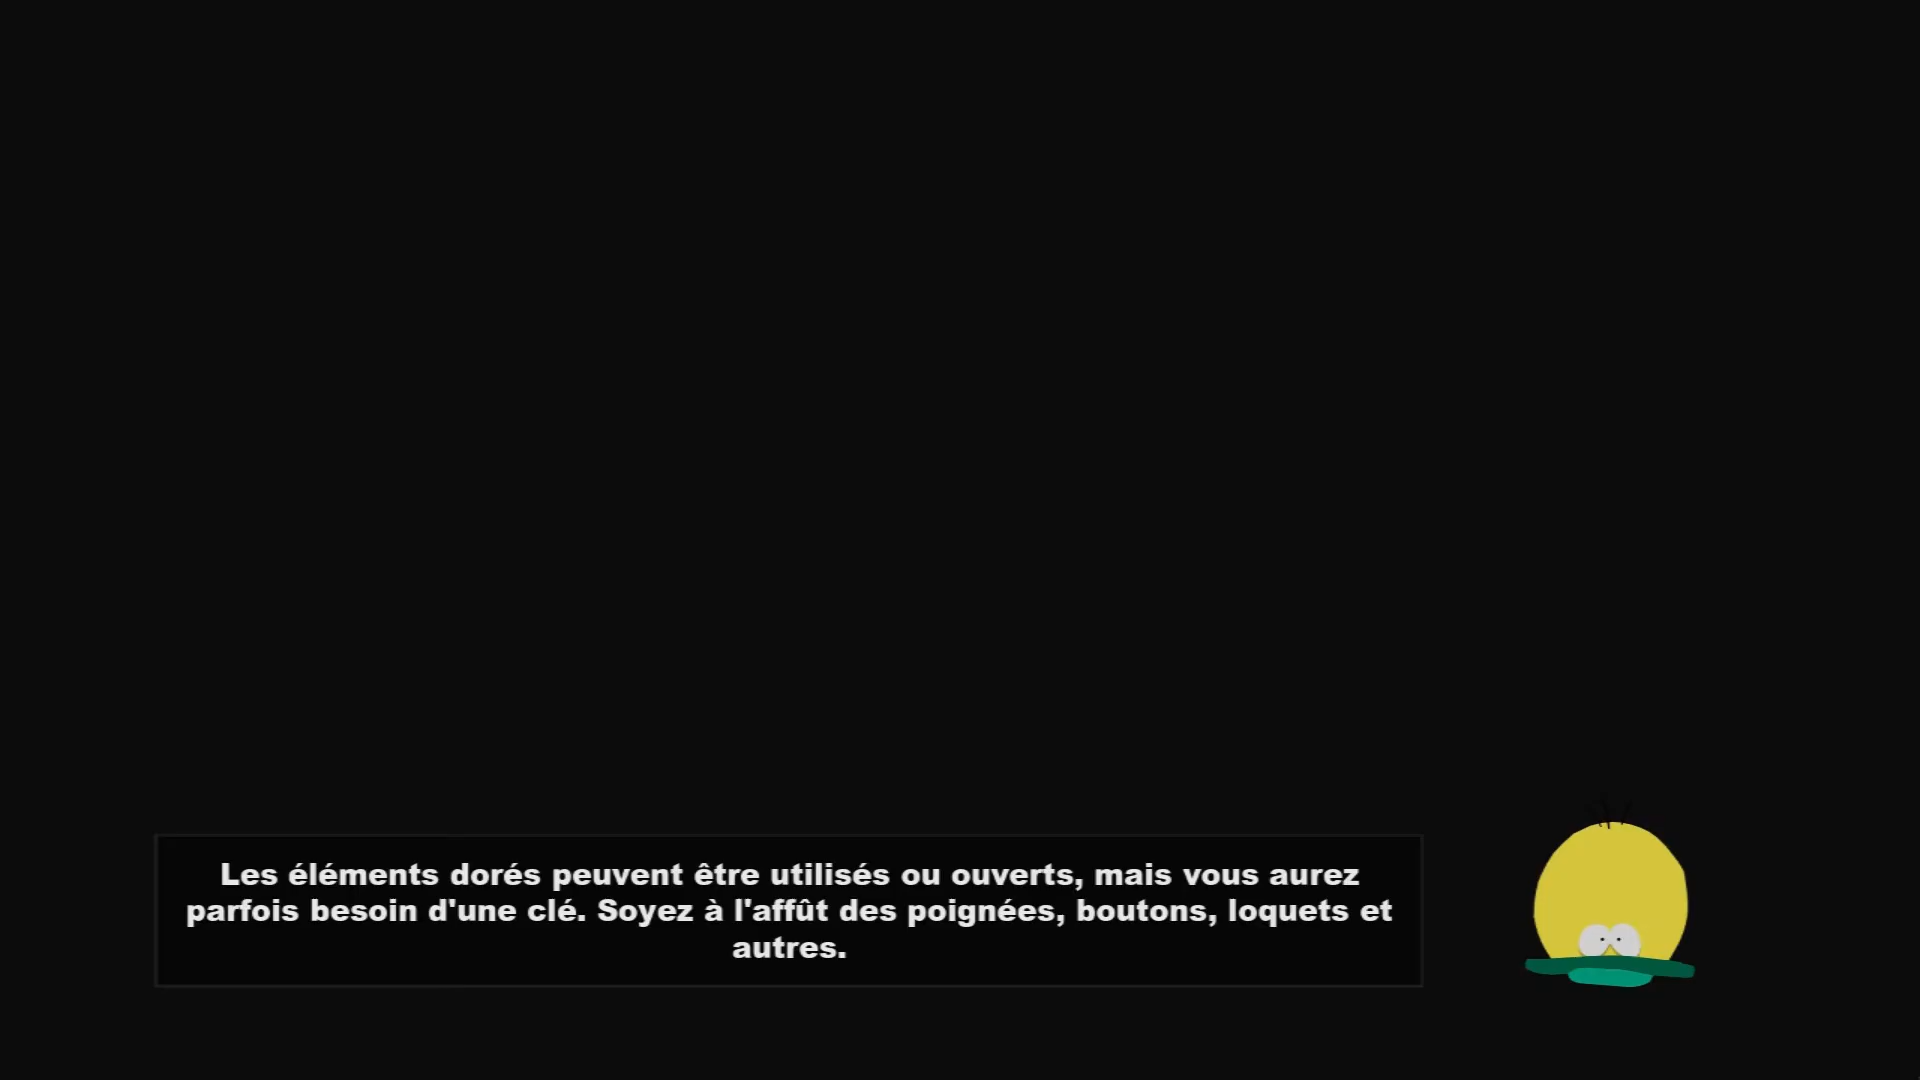 Les éléments dorés peuvent être utilisés ou ouverts, mais vous aurez
parfois besoin d'une clé. Soyez à l'affût des poignées, boutons, loquets et
autres.